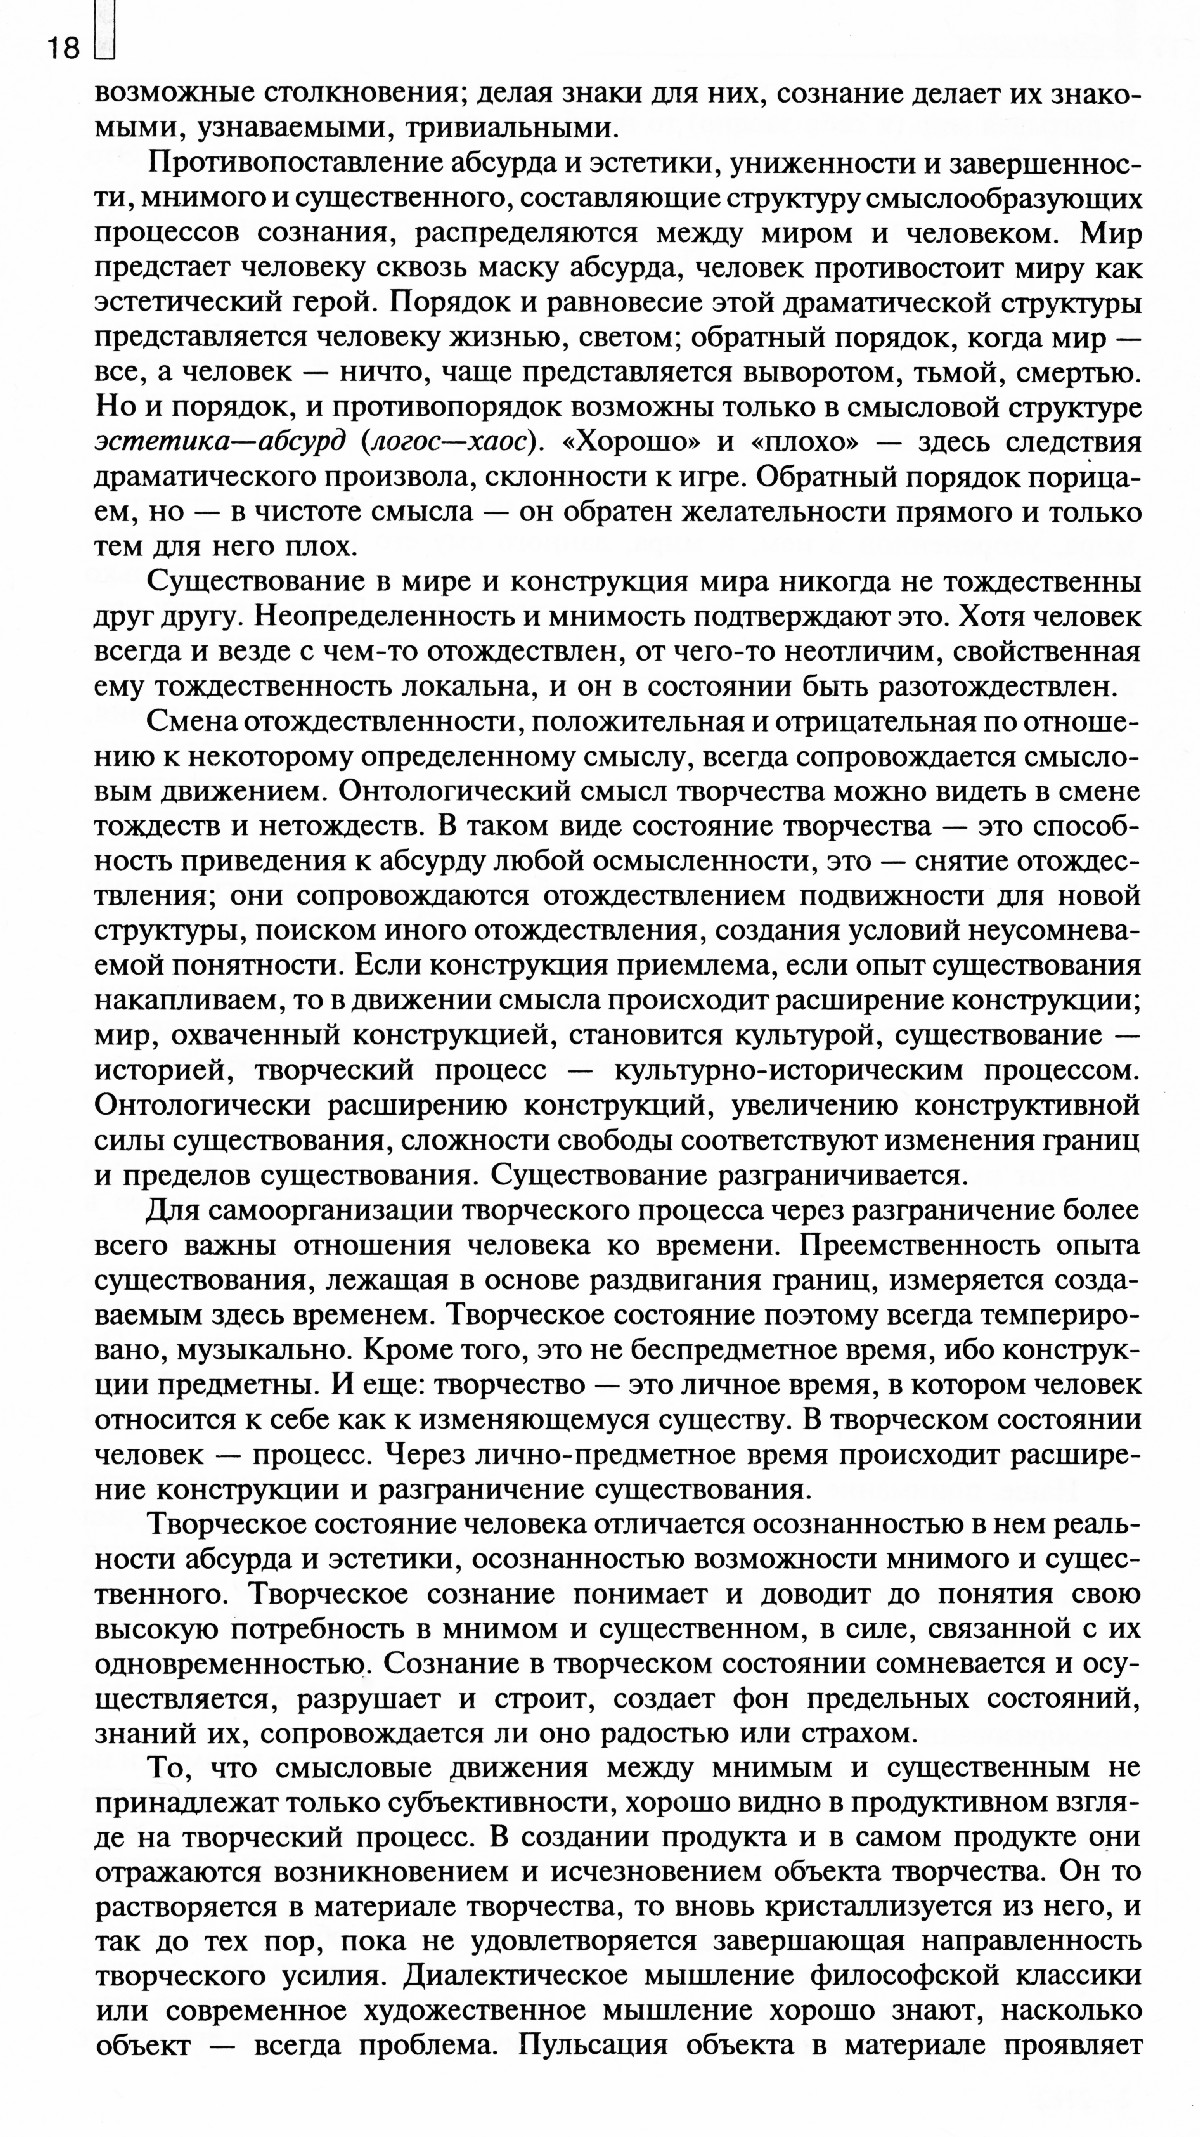 18
возможные столкновения; делая знаки для них, сознание делает их знако-
мыми, узнаваемыми, тривиальными.
Противопоставление абсурда и эстетики, униженности и завершеннос-
ти, мнимого и существенного, составляющие структуру смыслообразующих
процессов сознания, распределяются между миром и человеком. Мир
предстает человеку сквозь маску абсурда, человек противостоит миру как
эстетический герой. Порядок и равновесие этой драматической структуры
представляется человеку жизнью, светом; обратный порядок, когда мир —
все, а человек — ничто, чаще представляется выворотом, тьмой, смертью.
Но и порядок, и противопорядок возможны только в смысловой структуре
эстетика—абсурд (логос—хаос). «Хорошо» и «плохо» — здесь следствия
драматического произвола, склонности к игре. Обратный порядок порица-
ем, но — в чистоте смысла — он обратен желательности прямого и только
тем для него плох.
Существование в мире и конструкция мира никогда не тождественны
друг другу. Неопределенность и мнимость подтверждают это. Хотя человек
всегда и везде с чем-то отождествлен, от чего-то неотличим, свойственная
ему тождественность локальна, и он в состоянии быть разотождествлен.
Смена отождествленности, положительная и отрицательная по отноше-
нию к некоторому определенному смыслу, всегда сопровождается смысло-
вым движением. Онтологический смысл творчества можно видеть в смене
тождеств и нетождеств. В таком виде состояние творчества — это способ-
ность приведения к абсурду любой осмысленности, это — снятие отождес-
твления; они сопровождаются отождествлением подвижности для новой
структуры, поиском иного отождествления, создания условий неусомнева-
емой понятности. Если конструкция приемлема, если опыт существования
накапливаем, то в движении смысла происходит расширение конструкции;
мир, охваченный конструкцией, становится культурой, существование —
историей, творческий процесс — культурно-историческим процессом.
Онтологически расширению конструкций, увеличению конструктивной
силы существования, сложности свободы соответствуют изменения границ
и пределов существования. Существование разграничивается.
Для самоорганизации творческого процесса через разграничение более
всего важны отношения человека ко времени. Преемственность опыта
существования, лежащая в основе раздвигания границ, измеряется созда-
ваемым здесь временем. Творческое состояние поэтому всегда темпериро-
вано, музыкально. Кроме того, это не беспредметное время, ибо конструк-
ции предметны. И еще: творчество — это личное время, в котором человек
относится к себе как к изменяющемуся существу. В творческом состоянии
человек — процесс. Через лично-предметное время происходит расшире-
ние конструкции и разграничение существования.
Творческое состояние человека отличается осознанностью в нем реаль-
ности абсурда и эстетики, осознанностью возможности мнимого и сущес-
твенного. Творческое сознание понимает и доводит до понятия свою
высокую потребность в мнимом и существенном, в силе, связанной с их
одновременностью. Сознание в творческом состоянии сомневается и осу-
ществляется, разрушает и строит, создает фон предельных состояний,
знаний их, сопровождается ли оно радостью или страхом.
То, что смысловые движения между мнимым и существенным не
принадлежат только субъективности, хорошо видно в продуктивном взгля-
де на творческий процесс. В создании продукта и в самом продукте они
отражаются возникновением и исчезновением объекта творчества. Он то
растворяется в материале творчества, то вновь кристаллизуется из него, и
так до тех пор, пока не удовлетворяется завершающая направленность
творческого усилия. Диалектическое мышление философской классики
или современное художественное мышление хорошо знают, насколько
объект — всегда проблема. Пульсация объекта в материале проявляет